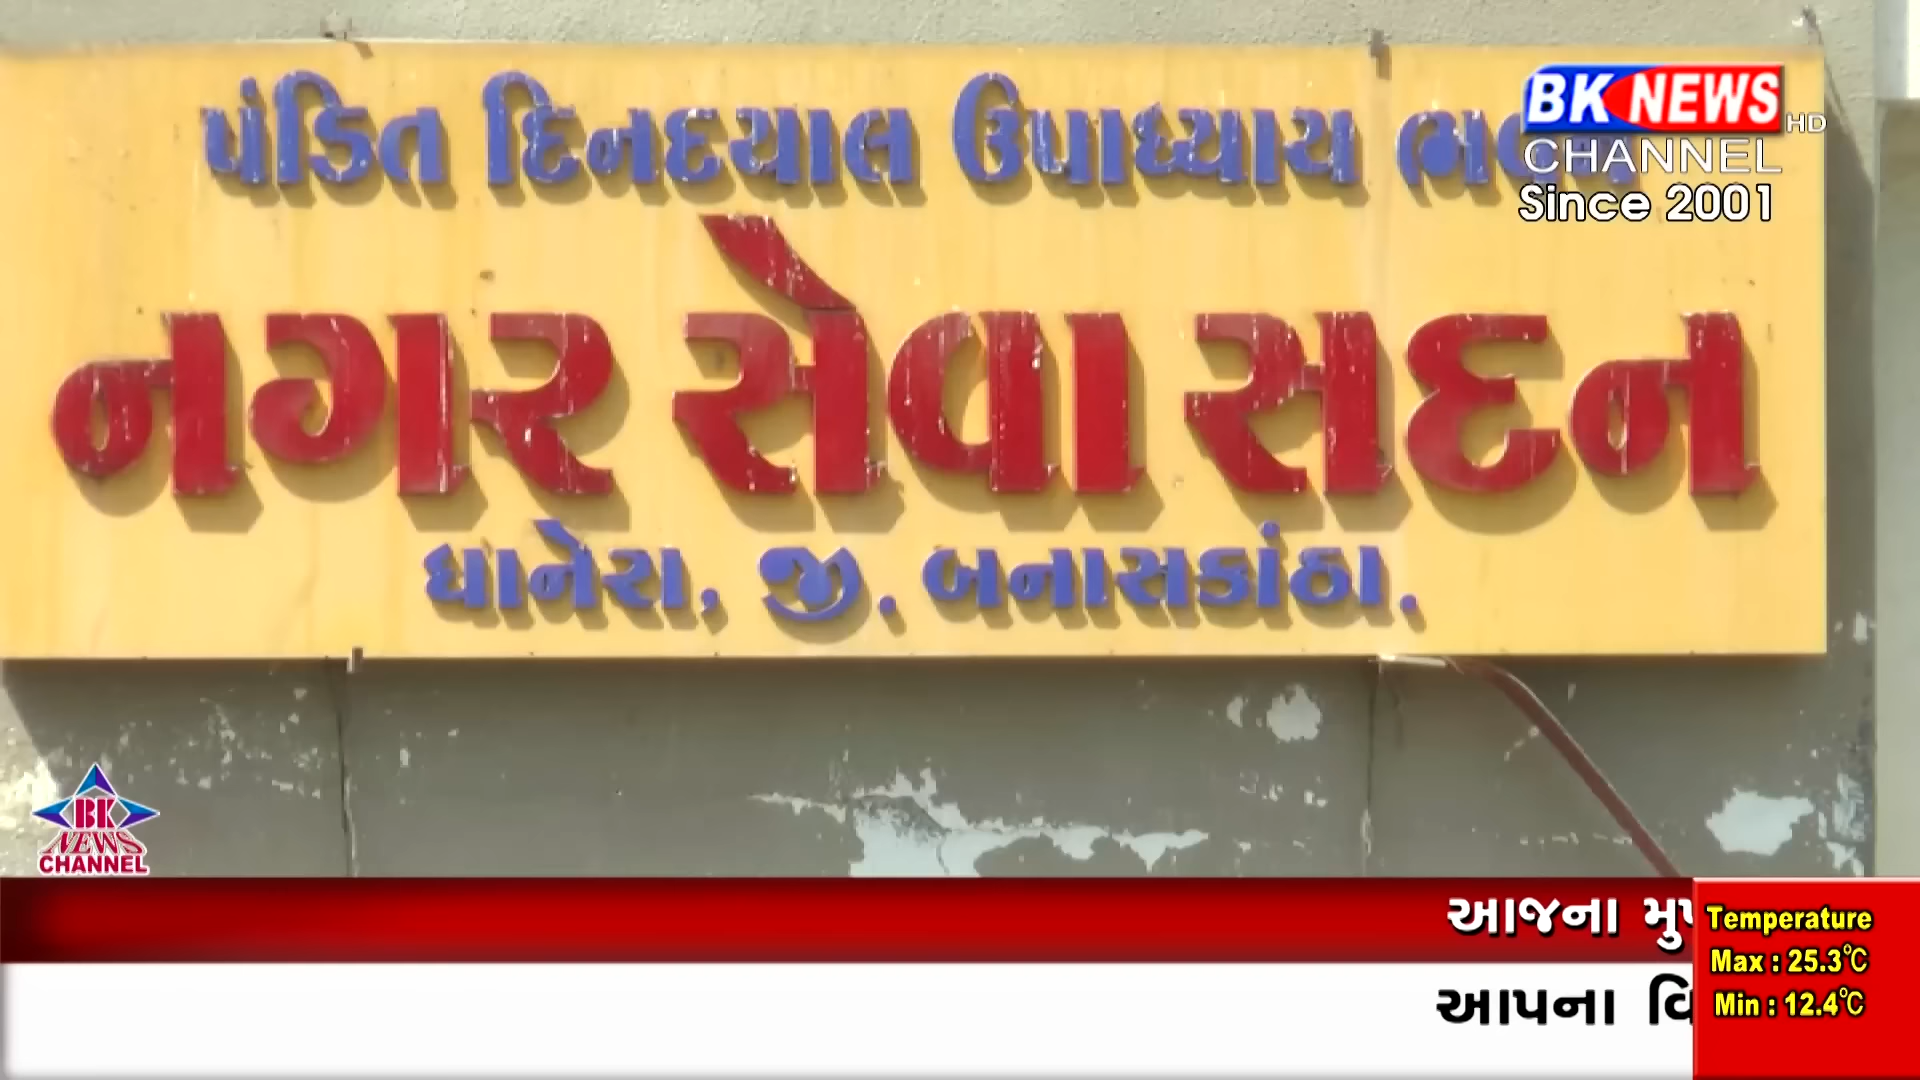 પંડિત દિનદયાલ ઉપાધ્યાય
BK NEWS HD
CHANNEL
Since 2001
નગર સેવા સદન
ધાનેરા, જી. બનાસકાંઠા.
BK
NEWS
CHANNEL
આજના
Temperature
Max : 25.3°C
Min : 12.4°C
આપના